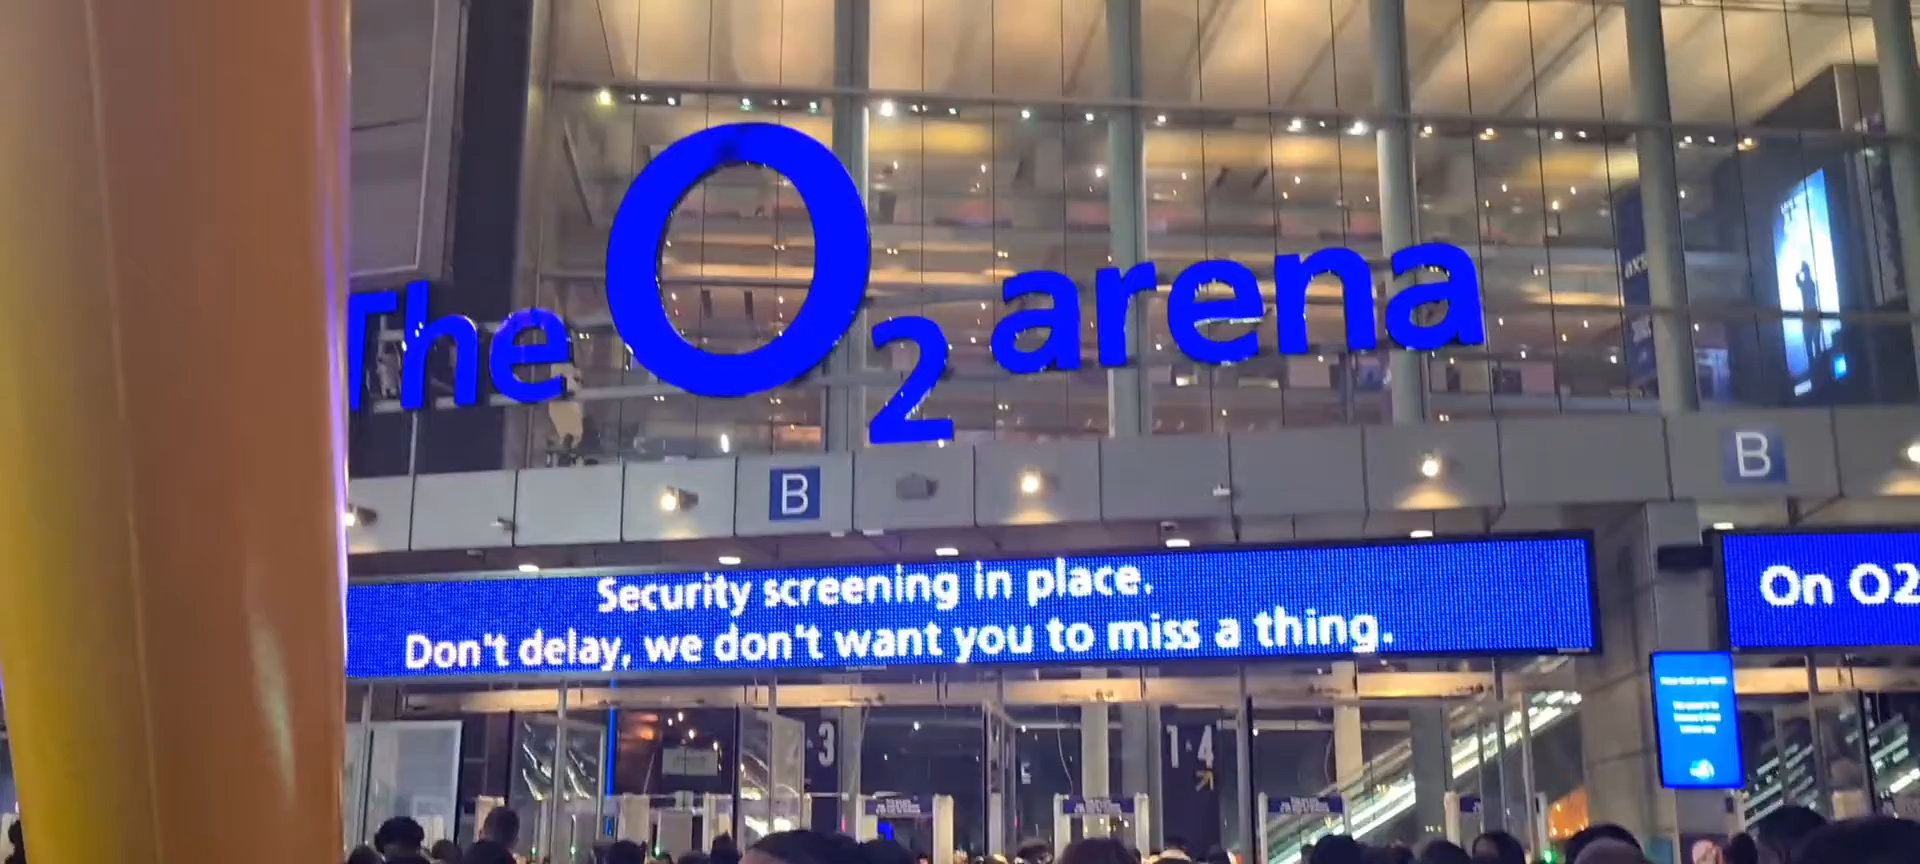 The O2 arena
axs
B
B
Security screening in place.
Don't delay, we don't want you to miss a thing.
On O2
3
1-4